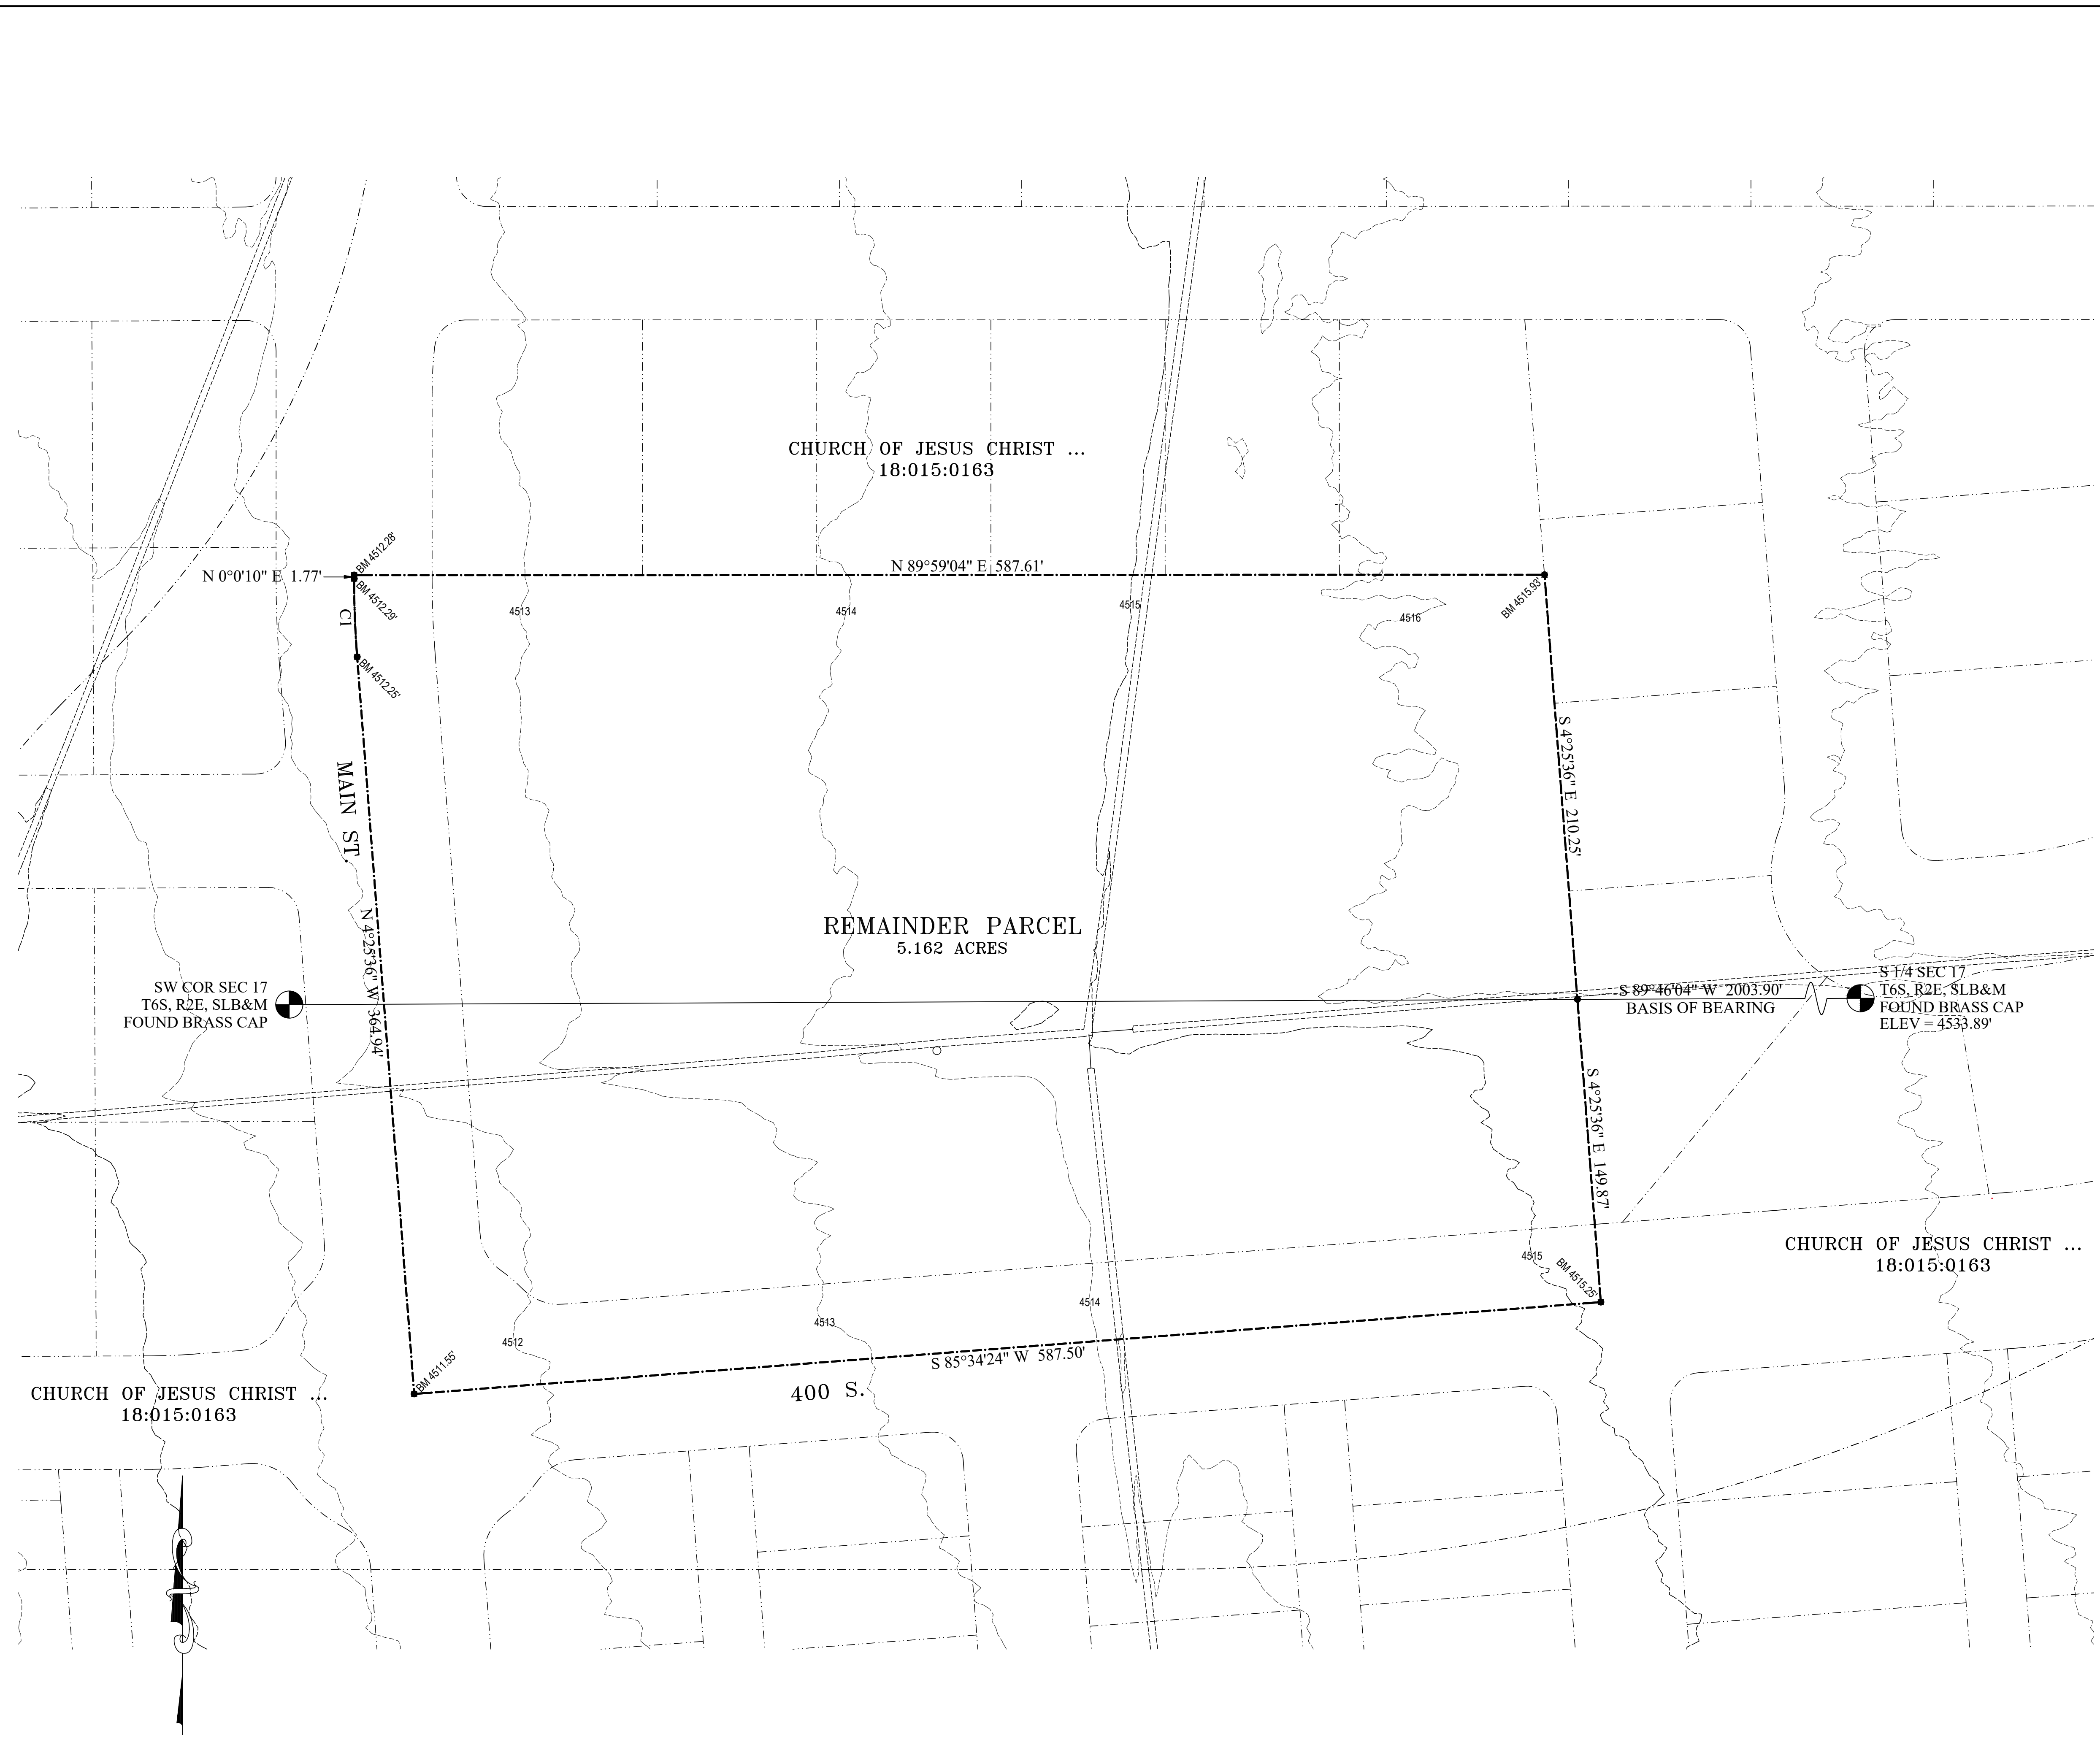 CHURCH OF JESUS CHRIST ...
18:015:0163
BM 4512.28'
N 0°0'10" E 1.77'
N 89°59'04" E 587.61'
BM 4512.29'
C1
BM 4515.93'
4513
4514
4515
4516
BM 4512.25'
S 4°25'36" E 210.25'
MAIN ST.
N 4°25'36" W 364.94'
REMAINDER PARCEL
5.162 ACRES
SW COR SEC 17
T6S, R2E, SLB&M
FOUND BRASS CAP
S 89°46'04" W 2003.90'
BASIS OF BEARING
S 1/4 SEC 17
T6S, R2E, SLB&M
FOUND BRASS CAP
ELEV = 4533.89'
S 4°25'36" E 149.87'
CHURCH OF JESUS CHRIST ...
18:015:0163
4515
BM 4515.25'
4514
4513
4512
BM 4511.55'
S 85°34'24" W 587.50'
400 S.
CHURCH OF JESUS CHRIST ...
18:015:0163